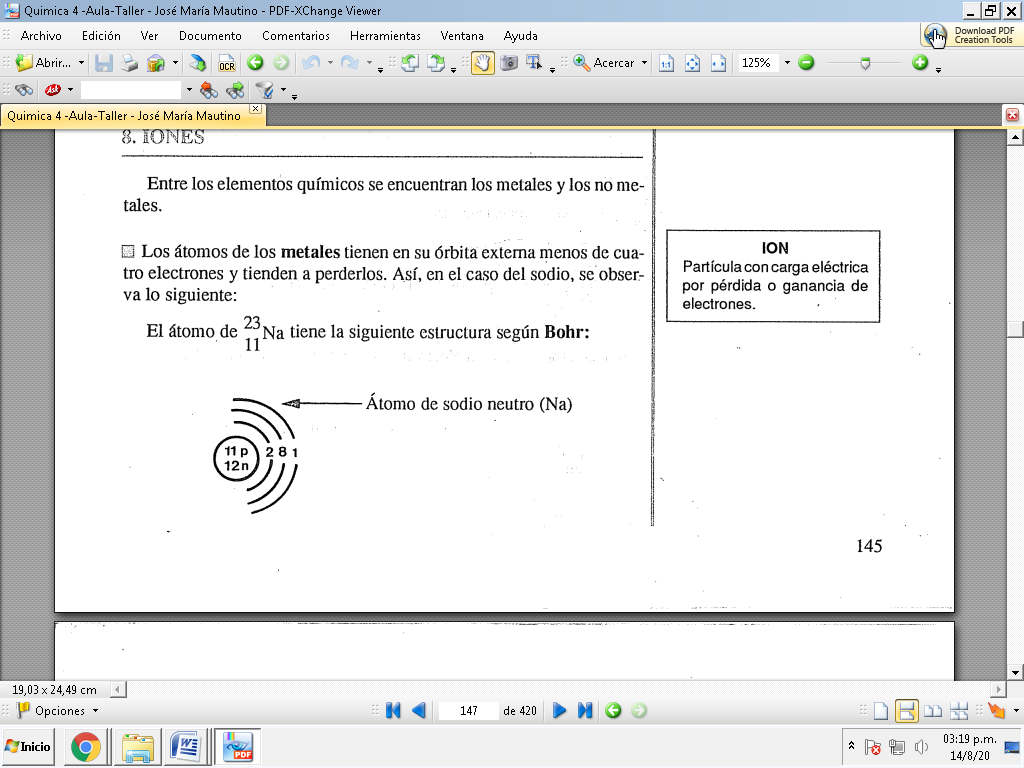 Quimica 4 -Aula-Taller - José María Mautino - PDF-XChange Viewer
Archivo Edición Ver Documento Comentarios Herramientas Ventana Ayuda
Download PDF
Creation Tools
Abrir... OCR Acercar 1:1 125%
Quimica 4 -Aula-Taller - José María Mautino
8. IONES
Entre los elementos químicos se encuentran los metales y los no me-
tales.
Los átomos de los metales tienen en su órbita externa menos de cua-
tro electrones y tienden a perderlos. Así, en el caso del sodio, se obser-
va lo siguiente:
El átomo de 23 11 Na tiene la siguiente estructura según Bohr:
ION
Partícula con carga eléctrica
por pérdida o ganancia de
electrones.
Átomo de sodio neutro (Na)
11 p 2 8 1
12 n
145
19,03 x 24,49 cm
Opciones 147 de 420
Inicio PDF 03:19 p.m.
14/8/20